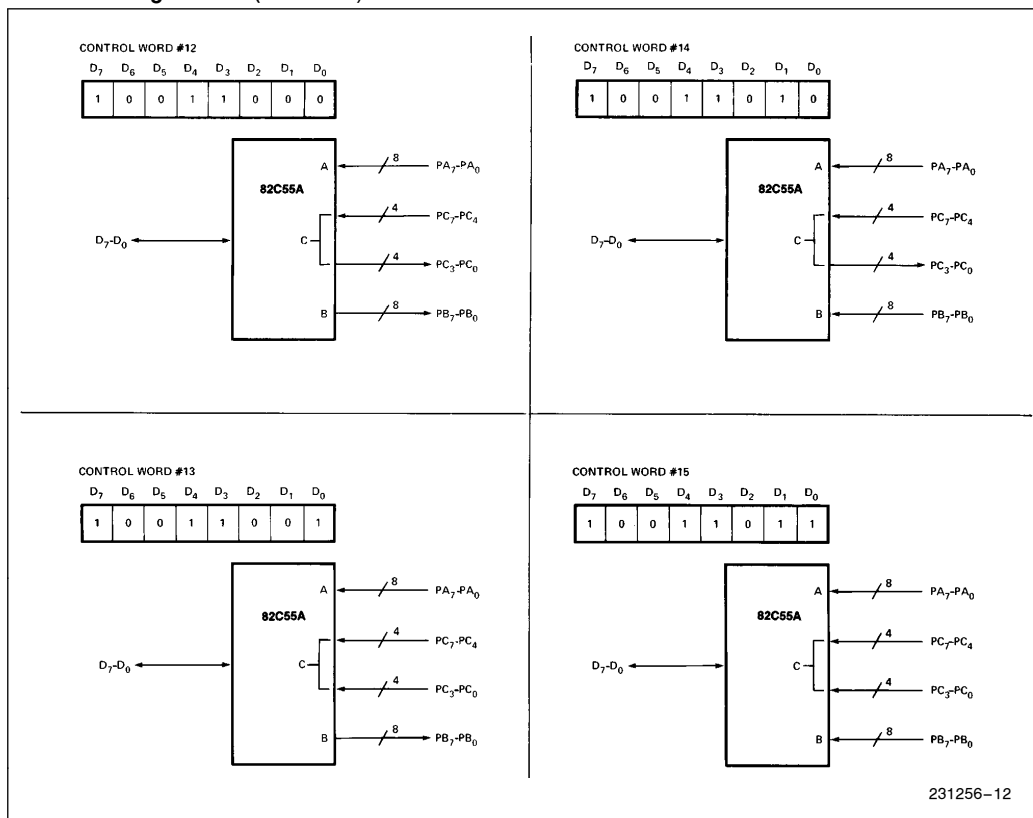 CONTROL WORD #12
D7 D6 D5 D4 D3 D2 D1 D0
1 0 0 1 1 0 0 0
82C55A
A
8
PA7-PA0
4
PC7-PC4
D7-D0
C
4
PC3-PC0
B
8
PB7-PB0
CONTROL WORD #14
D7 D6 D5 D4 D3 D2 D1 D0
1 0 0 1 1 0 1 0
82C55A
A
8
PA7-PA0
4
PC7-PC4
D7-D0
C
4
PC3-PC0
B
8
PB7-PB0
CONTROL WORD #13
D7 D6 D5 D4 D3 D2 D1 D0
1 0 0 1 1 0 0 1
82C55A
A
8
PA7-PA0
4
PC7-PC4
D7-D0
C
4
PC3-PC0
B
8
PB7-PB0
CONTROL WORD #15
D7 D6 D5 D4 D3 D2 D1 D0
1 0 0 1 1 0 1 1
82C55A
A
8
PA7-PA0
4
PC7-PC4
D7-D0
C
4
PC3-PC0
B
8
PB7-PB0
231256-12